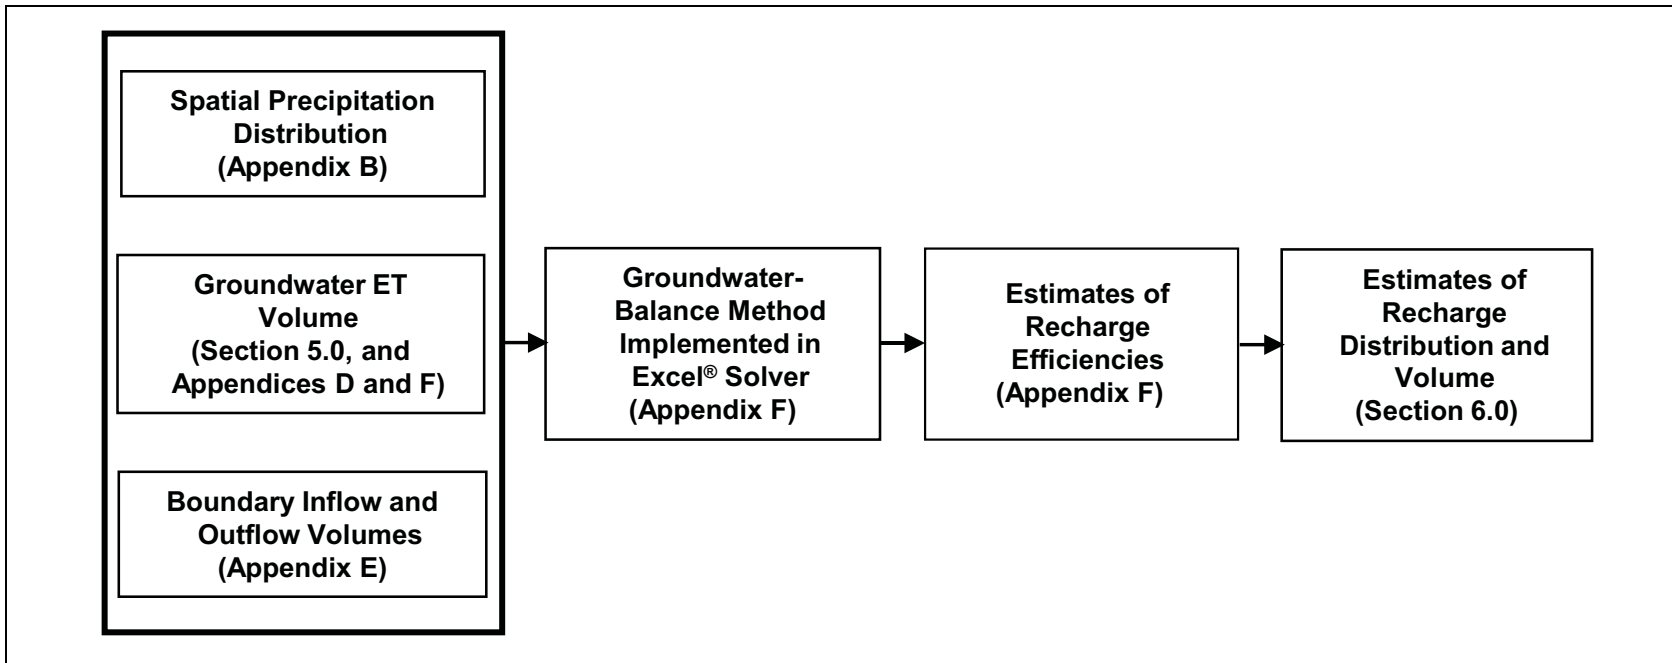 Spatial Precipitation
Distribution
(Appendix B)
Groundwater ET
Volume
(Section 5.0, and
Appendices D and F)
Boundary Inflow and
Outflow Volumes
(Appendix E)
Groundwater-
Balance Method
Implemented in
Excel® Solver
(Appendix F)
Estimates of
Recharge
Efficiencies
(Appendix F)
Estimates of
Recharge
Distribution and
Volume
(Section 6.0)